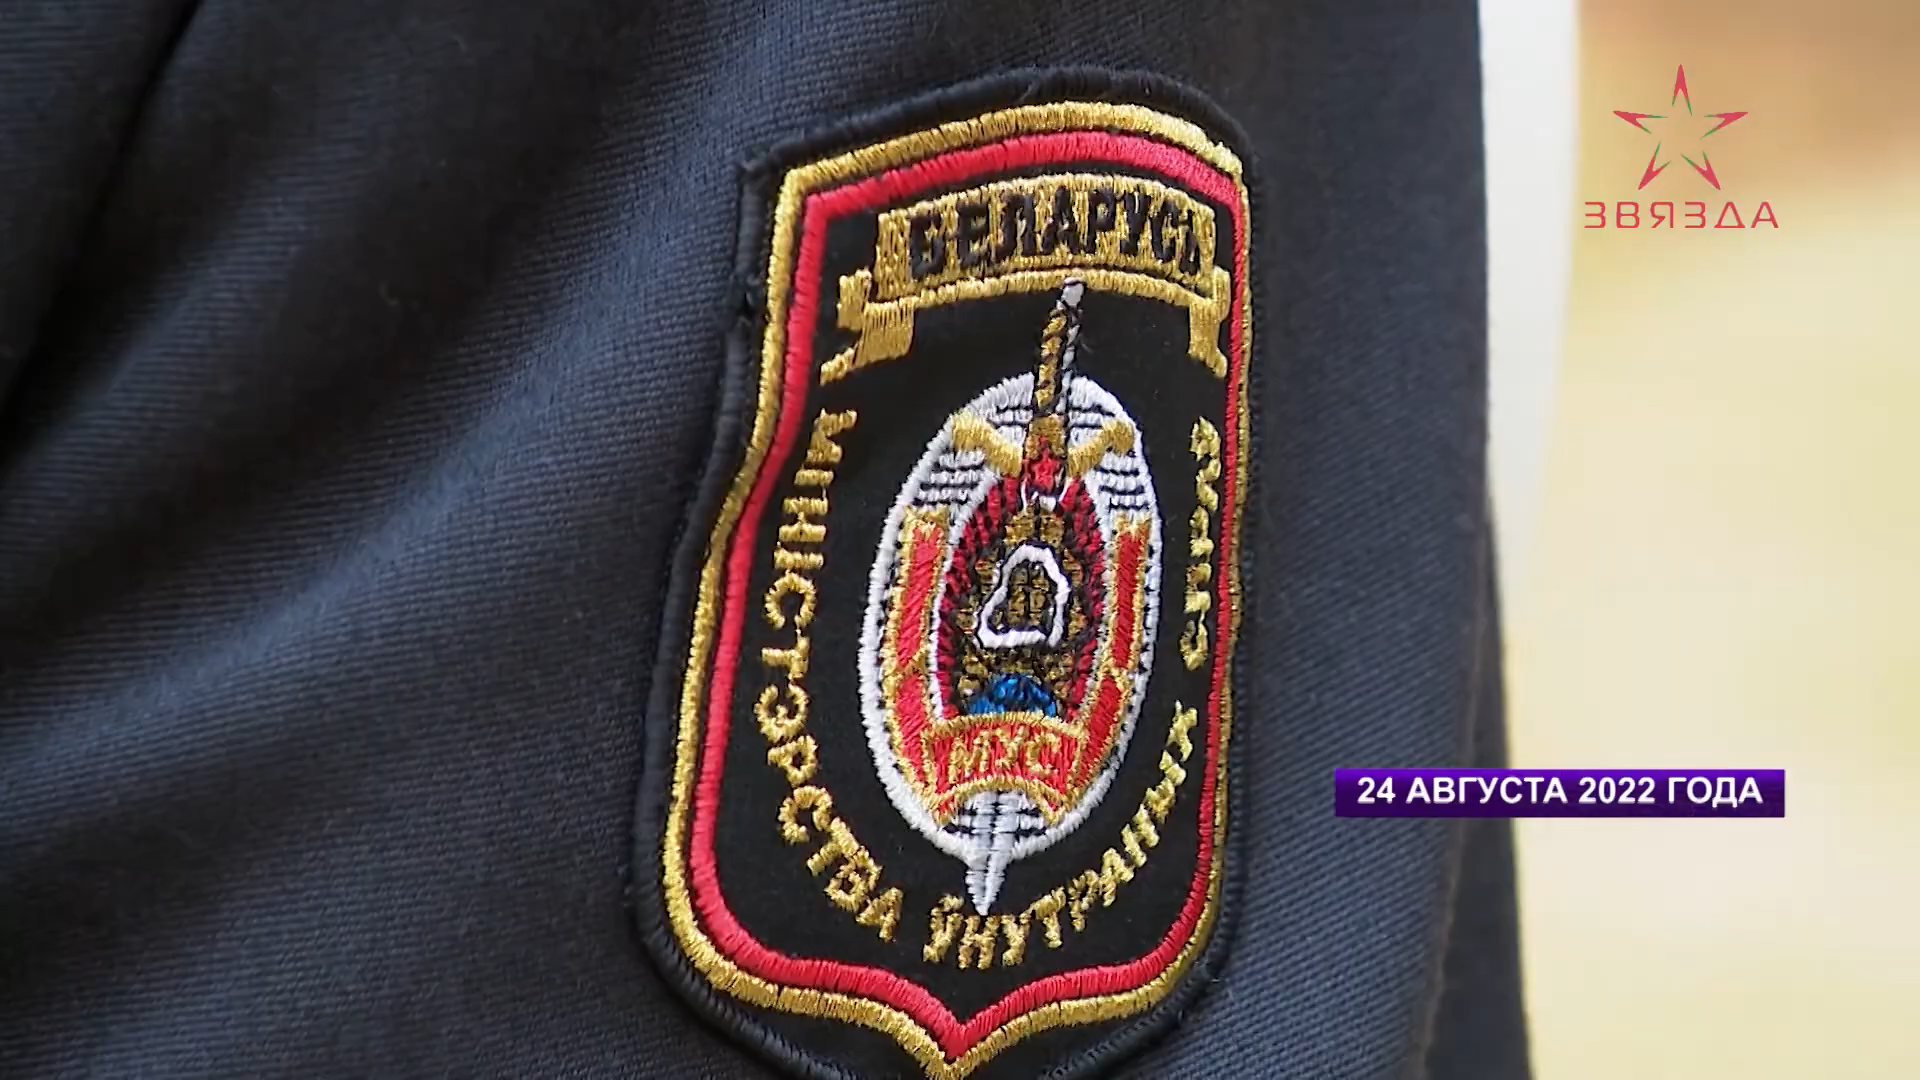 ЗВЯЗДА
БЕЛАРУСЬ
МІНІСТЭРСТВА ЎНУТРАНЫХ СПРАЎ
МУС
24 АВГУСТА 2022 ГОДА